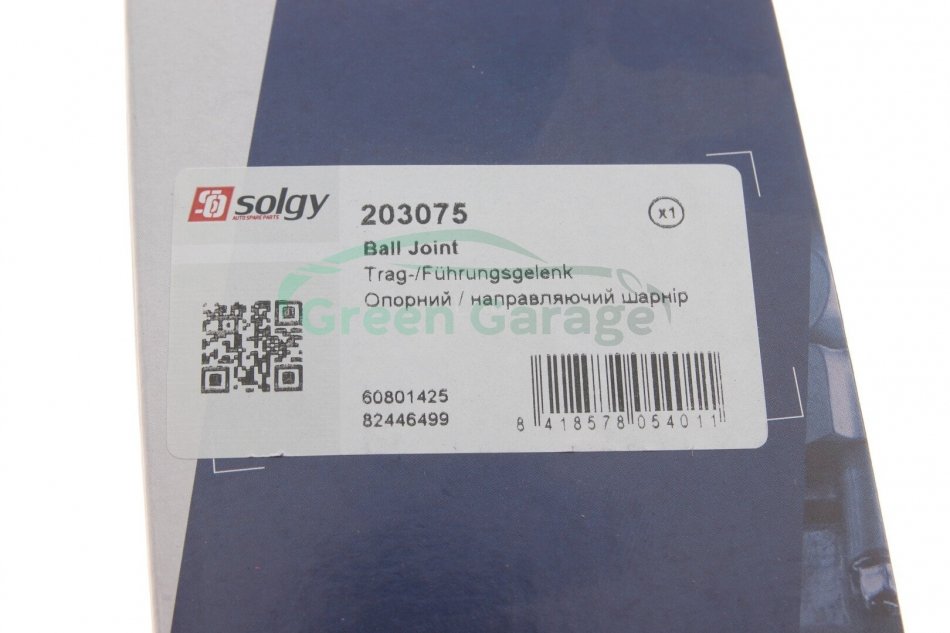 solgy
AUTO SPARE PARTS
203075
x1
Ball Joint
Trag-/Führungsgelenk
Опорний / направляючий шарнір
Green Garage
60801425
82446499
8 418578 054011